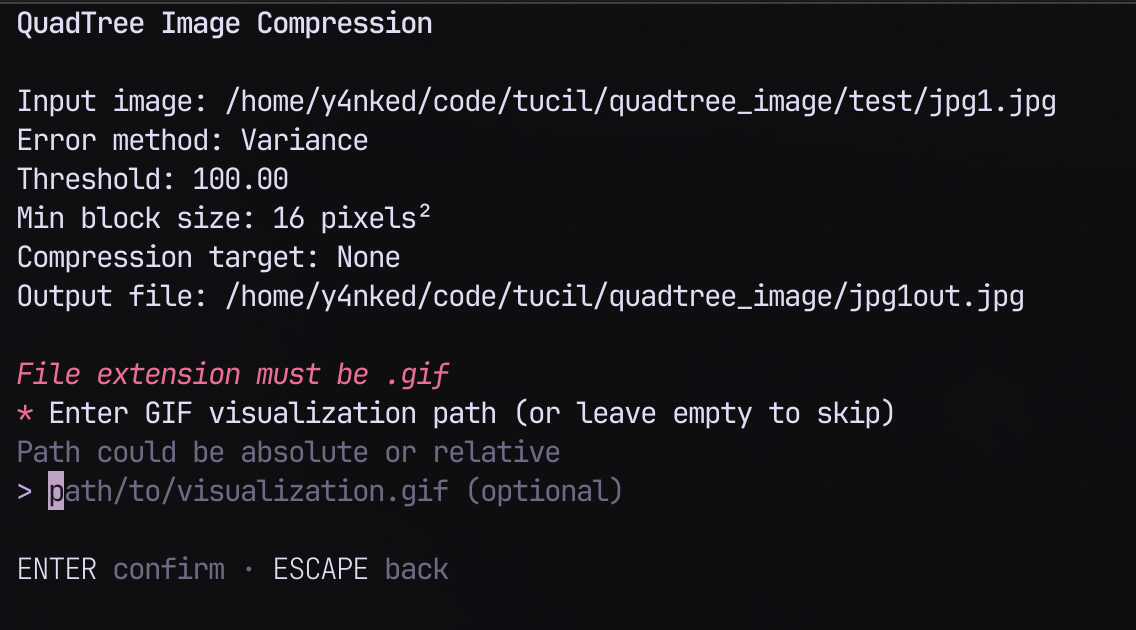 QuadTree Image Compression
Input image: /home/y4nked/code/tucil/quadtree_image/test/jpg1.jpg
Error method: Variance
Threshold: 100.00
Min block size: 16 pixels²
Compression target: None
Output file: /home/y4nked/code/tucil/quadtree_image/jpg1out.jpg
File extension must be .gif
* Enter GIF visualization path (or leave empty to skip)
Path could be absolute or relative
> path/to/visualization.gif (optional)
ENTER confirm · ESCAPE back